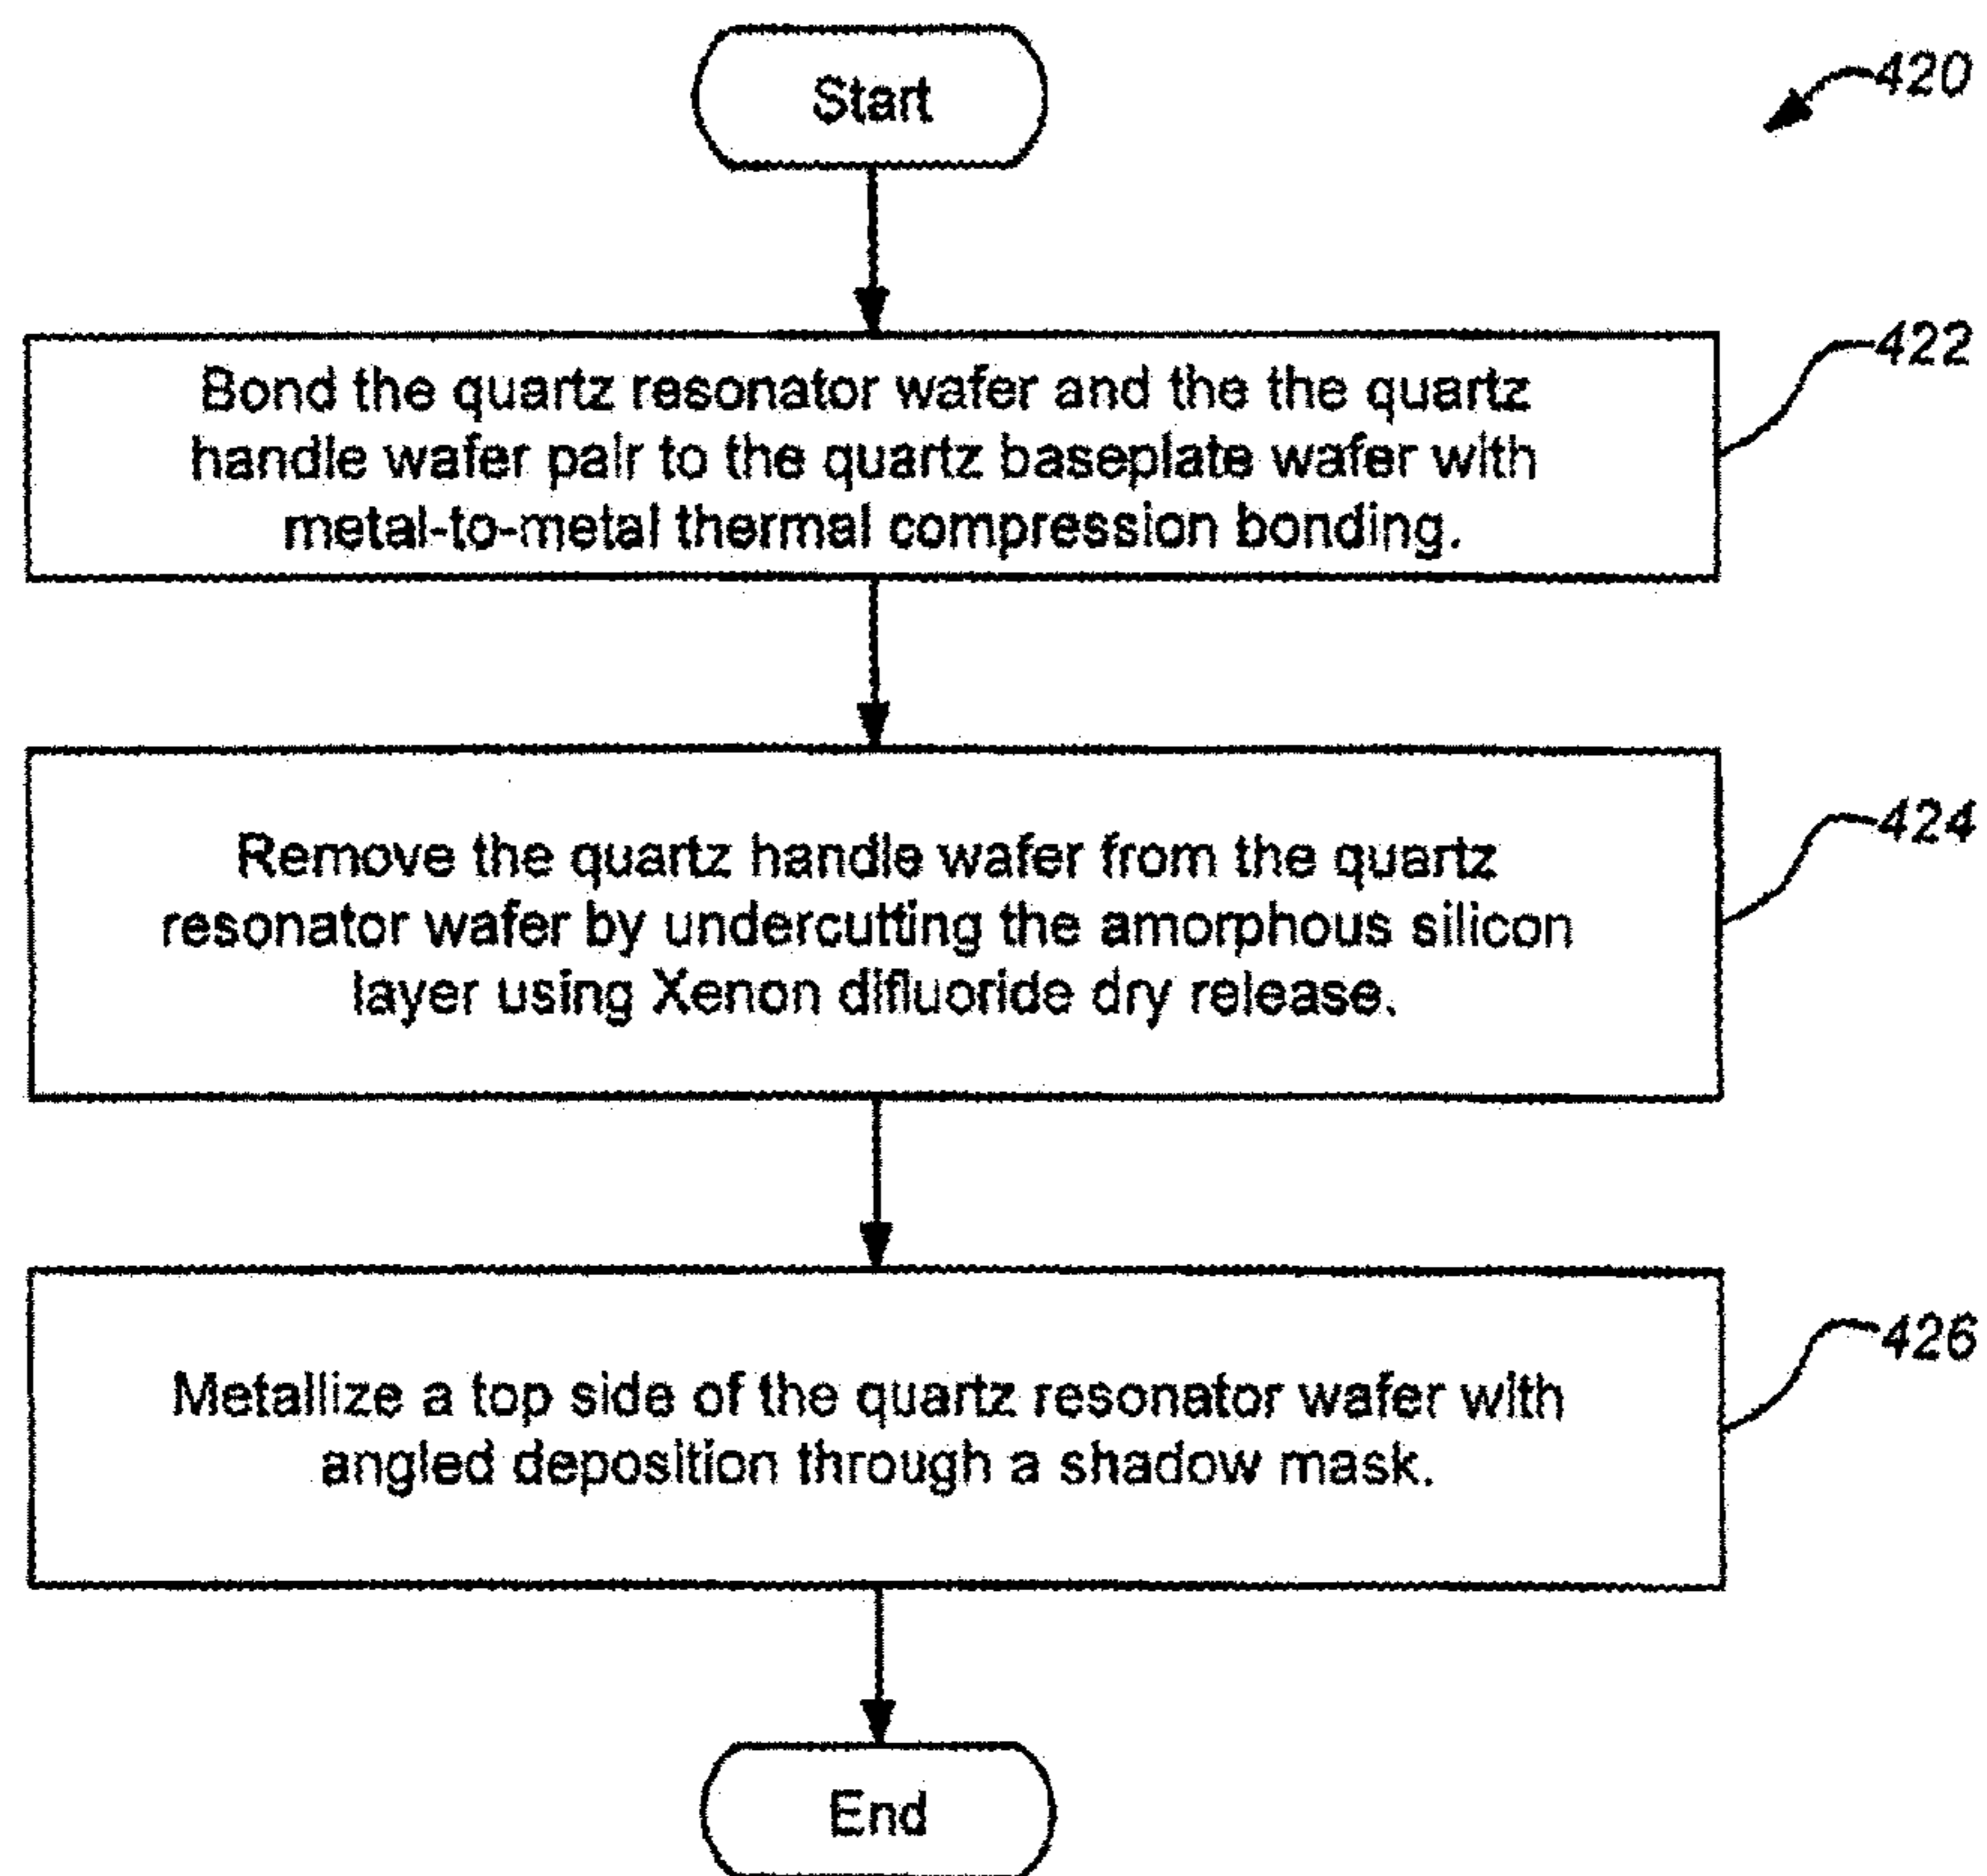 Start
420
Bond the quartz resonator wafer and the the quartz
handle wafer pair to the quartz baseplate wafer with
metal-to-metal thermal compression bonding.
422
Remove the quartz handle wafer from the quartz
resonator wafer by undercutting the amorphous silicon
layer using Xenon difluoride dry release.
424
Metallize a top side of the quartz resonator wafer with
angled deposition through a shadow mask.
426
End